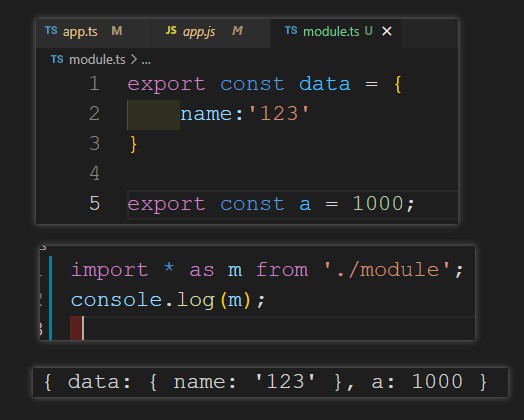 TS app.ts M JS app.js M TS module.ts U ×
TS module.ts > ...
1 export const data = {
2     name:'123'
3 }
4
5 export const a = 1000;
import * as m from './module';
console.log(m);
{ data: { name: '123' }, a: 1000 }